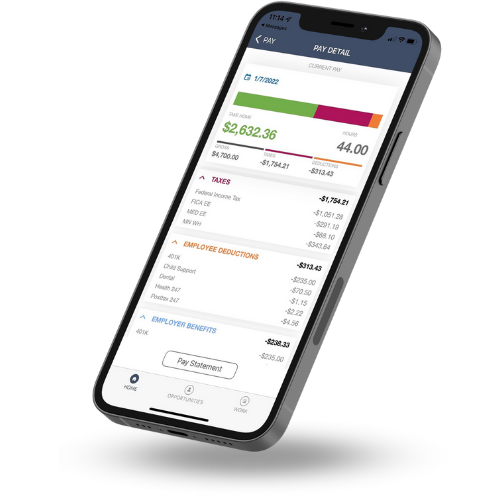 11:14
Messages
PAY
PAY DETAIL
CURRENT PAY
1/7/2022
TAKE HOME
HOURS
$2,632.36
44.00
GROSS TAXES DEDUCTIONS
$4,700.00 -$1,754.21 -$313.43
TAXES -$1,754.21
Federal Income Tax -$1,051.28
FICA EE -$291.19
MED EE -$68.10
MN WH -$343.64
EMPLOYEE DEDUCTIONS -$313.43
401K -$235.00
Child Support -$70.50
Dental -$1.15
Health 247 -$2.22
Positex 247 -$4.56
EMPLOYER BENEFITS -$238.33
401K -$235.00
Pay Statement
HOME
OPPORTUNITIES
WORK